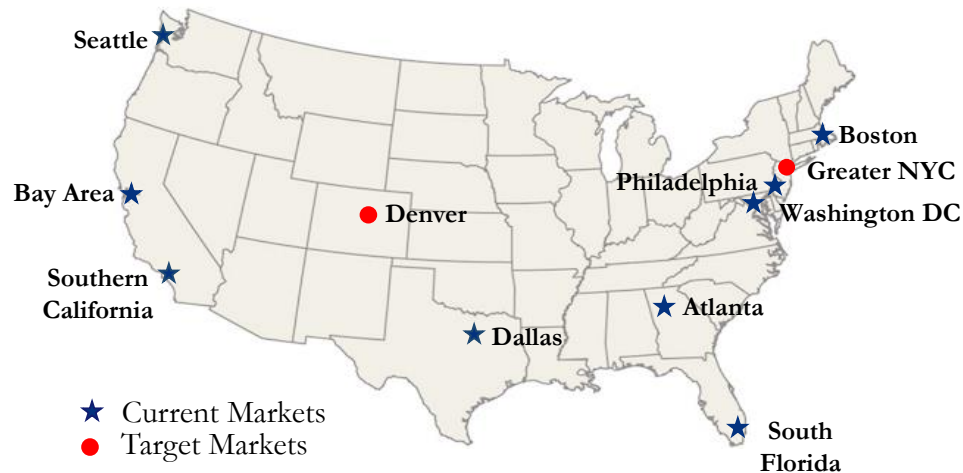 Seattle
Boston
Greater NYC
Philadelphia
Bay Area
Washington DC
Denver
Southern
California
Atlanta
Dallas
Current Markets
Target Markets
South
Florida